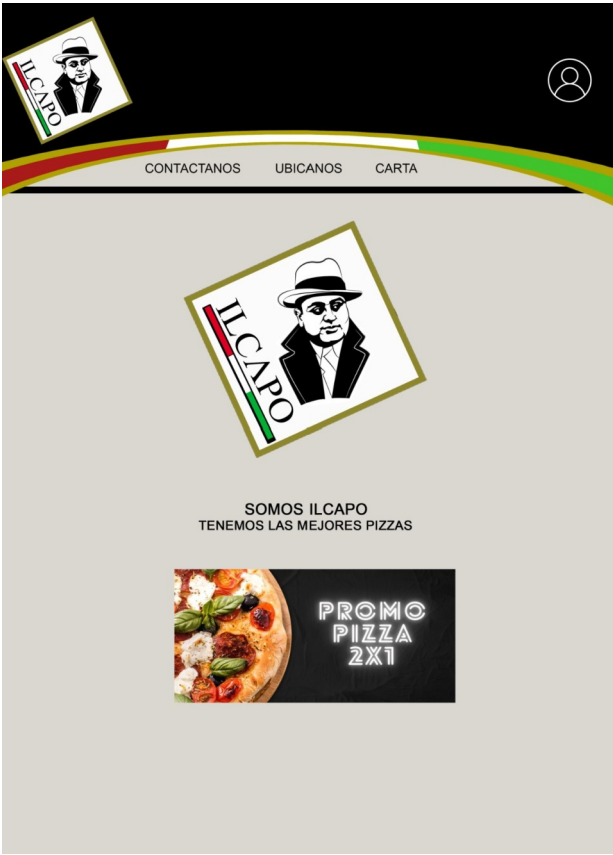 ILCAPO
CONTACTANOS UBICANOS CARTA
ILCAPO
SOMOS ILCAPO
TENEMOS LAS MEJORES PIZZAS
PROMO
PIZZA
2X1